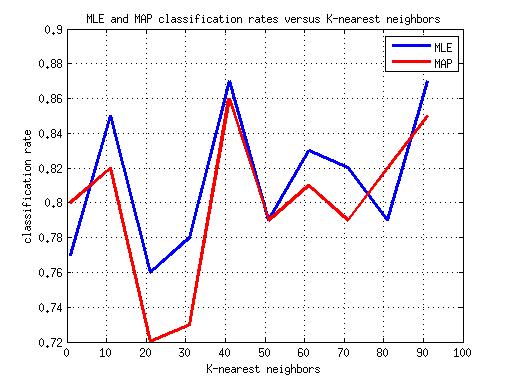 MLE and MAP classification rates versus K-nearest neighbors
0.9
0.88
0.86
0.84
0.82
0.8
0.78
0.76
0.74
0.72
classification rate
MLE
MAP
0 10 20 30 40 50 60 70 80 90 100
K-nearest neighbors